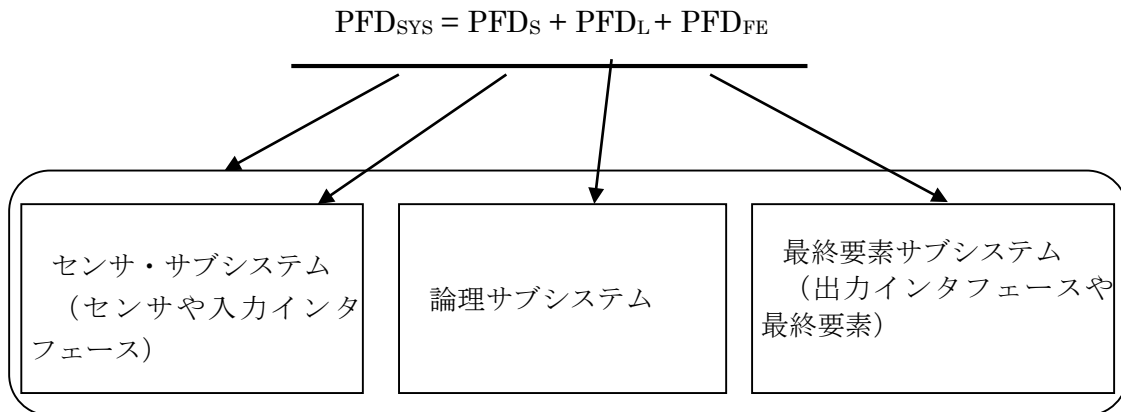 PFDSYS = PFDS + PFDL + PFDFE
センサ・サブシステム
（センサや入力インタ
フェース）
論理サブシステム
最終要素サブシステム
（出力インタフェースや
最終要素）